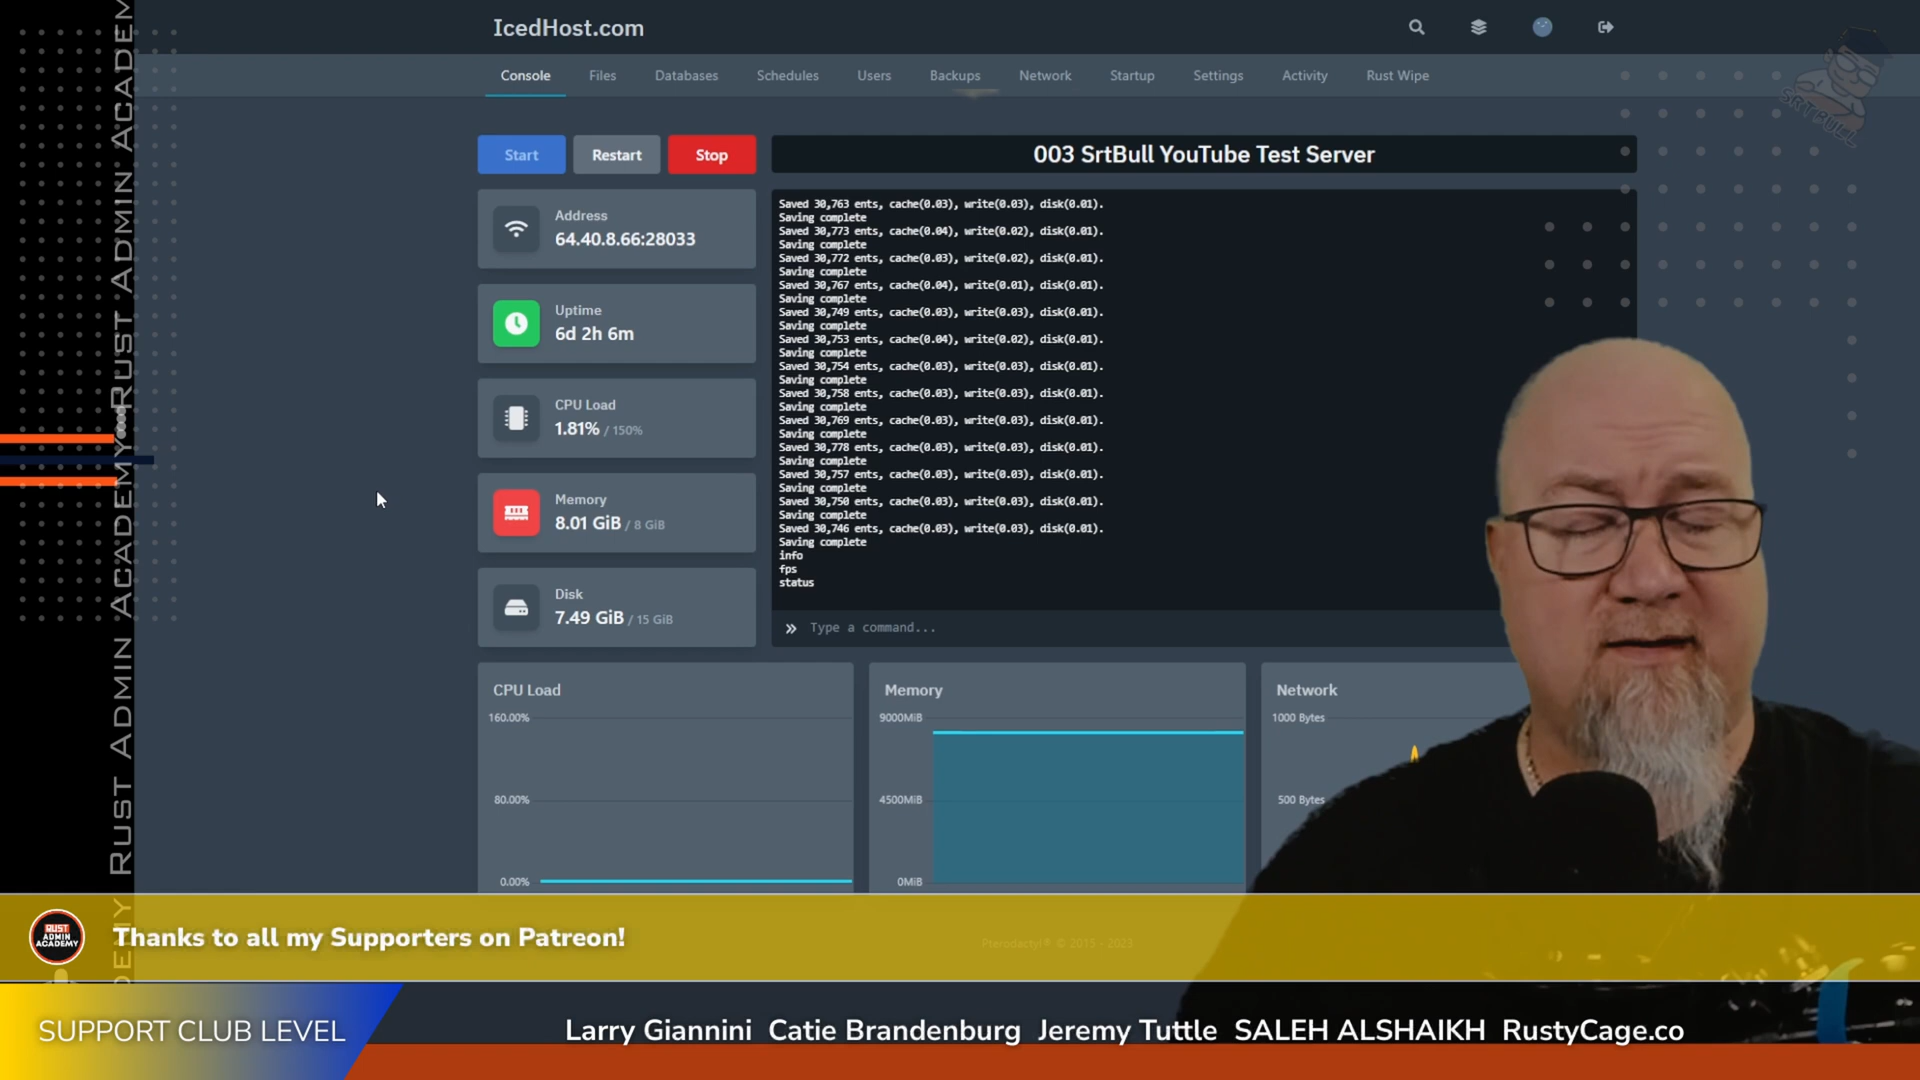 IcedHost.com
Console Files Databases Schedules Users Backups Network Startup Settings Activity Rust Wipe
Start Restart Stop
003 SrtBull YouTube Test Server
Address
64.40.8.66:28033
Uptime
6d 2h 6m
CPU Load
1.81% / 150%
Memory
8.01 GiB / 8 GiB
Disk
7.49 GiB / 15 GiB
Saved 30,763 ents, cache(0.03), write(0.03), disk(0.01).
Saving complete
Saved 30,773 ents, cache(0.04), write(0.02), disk(0.01).
Saving complete
Saved 30,772 ents, cache(0.03), write(0.02), disk(0.01).
Saving complete
Saved 30,767 ents, cache(0.04), write(0.01), disk(0.01).
Saving complete
Saved 30,749 ents, cache(0.03), write(0.03), disk(0.01).
Saving complete
Saved 30,753 ents, cache(0.04), write(0.02), disk(0.01).
Saving complete
Saved 30,754 ents, cache(0.03), write(0.03), disk(0.01).
Saving complete
Saved 30,758 ents, cache(0.03), write(0.03), disk(0.01).
Saving complete
Saved 30,769 ents, cache(0.03), write(0.03), disk(0.01).
Saving complete
Saved 30,778 ents, cache(0.03), write(0.03), disk(0.01).
Saving complete
Saved 30,757 ents, cache(0.03), write(0.03), disk(0.01).
Saving complete
Saved 30,750 ents, cache(0.03), write(0.03), disk(0.01).
Saving complete
Saved 30,746 ents, cache(0.03), write(0.03), disk(0.01).
Saving complete
info
fps
status
» Type a command...
CPU Load
160.00%
80.00%
0.00%
Memory
9000MiB
4500MiB
0MiB
Network
1000 Bytes
500 Bytes
Pterodactyl® © 2015 - 2023
RUST ADMIN ACADEMY
RUST ADMIN ACADEM
DEMY
SRTBULL
RUST
ADMIN
ACADEMY
Thanks to all my Supporters on Patreon!
SUPPORT CLUB LEVEL
Larry Giannini Catie Brandenburg Jeremy Tuttle SALEH ALSHAIKH RustyCage.co